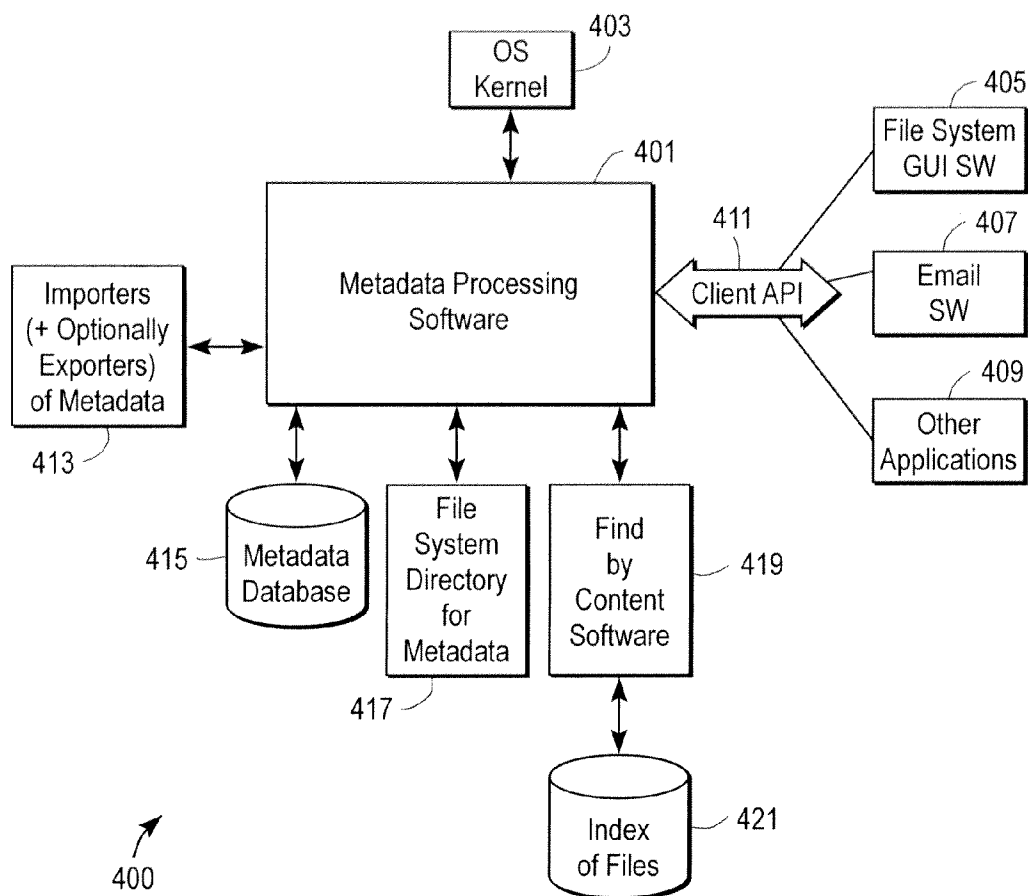 OS
Kernel
403
401
Metadata Processing
Software
411
Client API
405
File System
GUI SW
407
Email
SW
409
Other
Applications
Importers
(+ Optionally
Exporters)
of Metadata
413
415
Metadata
Database
File
System
Directory
for
Metadata
417
Find
by
Content
Software
419
Index
of Files
421
400